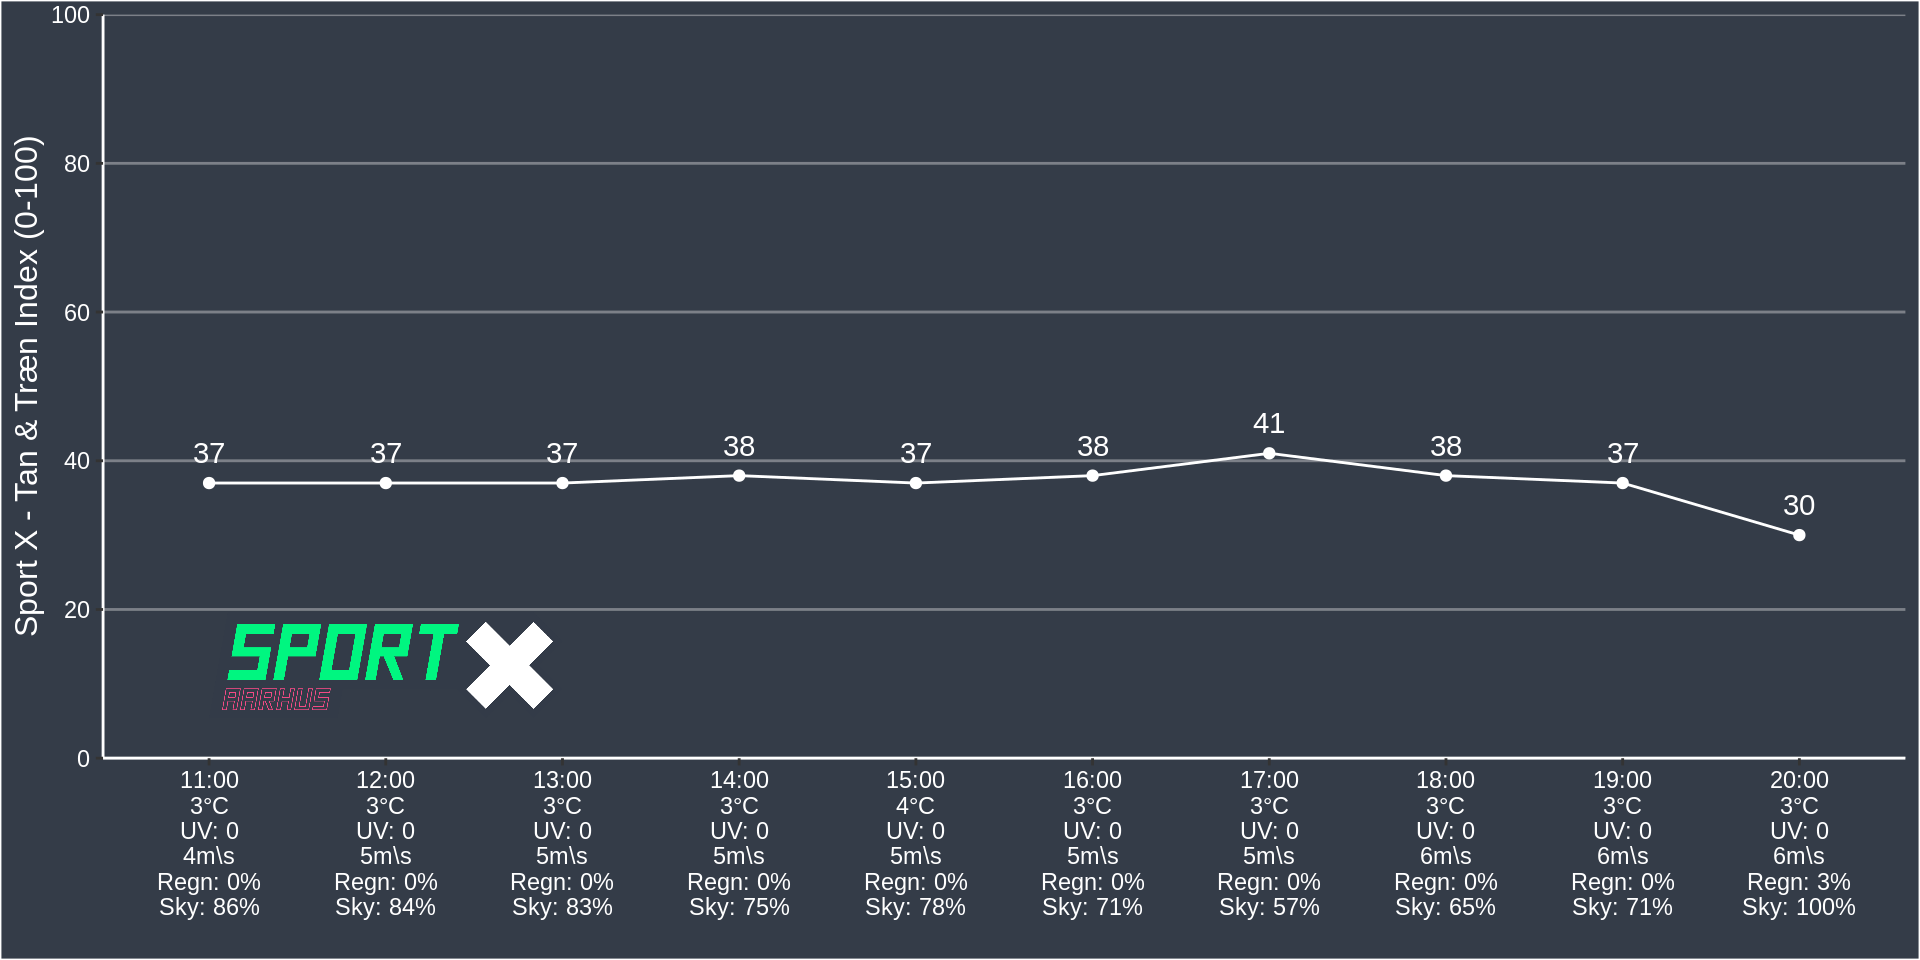 Sport X - Tan & Træn Index (0-100)
100
80
60
40
20
0
37 37 37 38 37 38 41 38 37 30
SPORT X
AARHUS
11:00 12:00 13:00 14:00 15:00 16:00 17:00 18:00 19:00 20:00
3°C 3°C 3°C 3°C 4°C 3°C 3°C 3°C 3°C 3°C
UV: 0 UV: 0 UV: 0 UV: 0 UV: 0 UV: 0 UV: 0 UV: 0 UV: 0 UV: 0
4m\s 5m\s 5m\s 5m\s 5m\s 5m\s 5m\s 6m\s 6m\s 6m\s
Regn: 0% Regn: 0% Regn: 0% Regn: 0% Regn: 0% Regn: 0% Regn: 0% Regn: 0% Regn: 0% Regn: 3%
Sky: 86% Sky: 84% Sky: 83% Sky: 75% Sky: 78% Sky: 71% Sky: 57% Sky: 65% Sky: 71% Sky: 100%